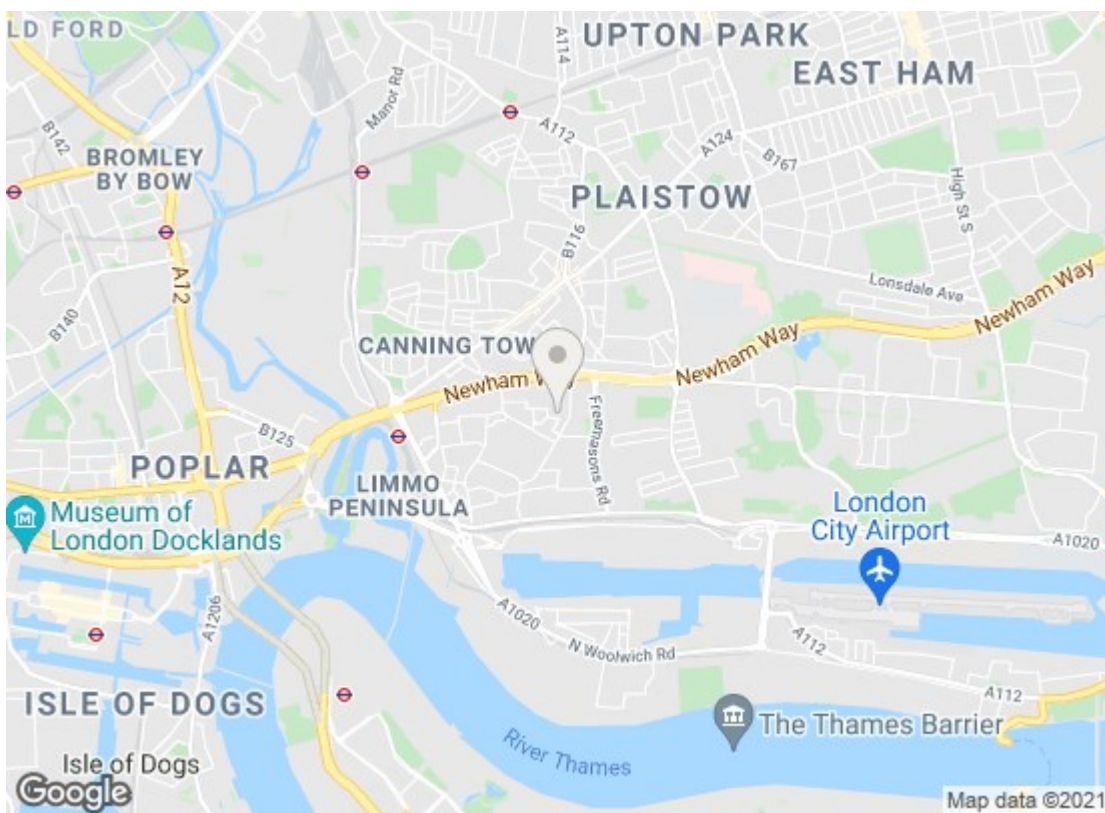 LD FORD
A114
UPTON PARK
EAST HAM
Manor Rd
B142
A112
A124
B167
BROMLEY
BY BOW
PLAISTOW
High St S
B116
A12
Lonsdale Ave
B140
Newham Way
CANNING TOW
Newham Way
Newham Way
Freemasons Rd
B125
POPLAR
LIMMO
PENINSULA
London
City Airport
Museum of
London Docklands
A1020
A1206
A1020
N Woolwich Rd
A112
A112
ISLE OF DOGS
The Thames Barrier
River Thames
Isle of Dogs
Google
Map data ©2021